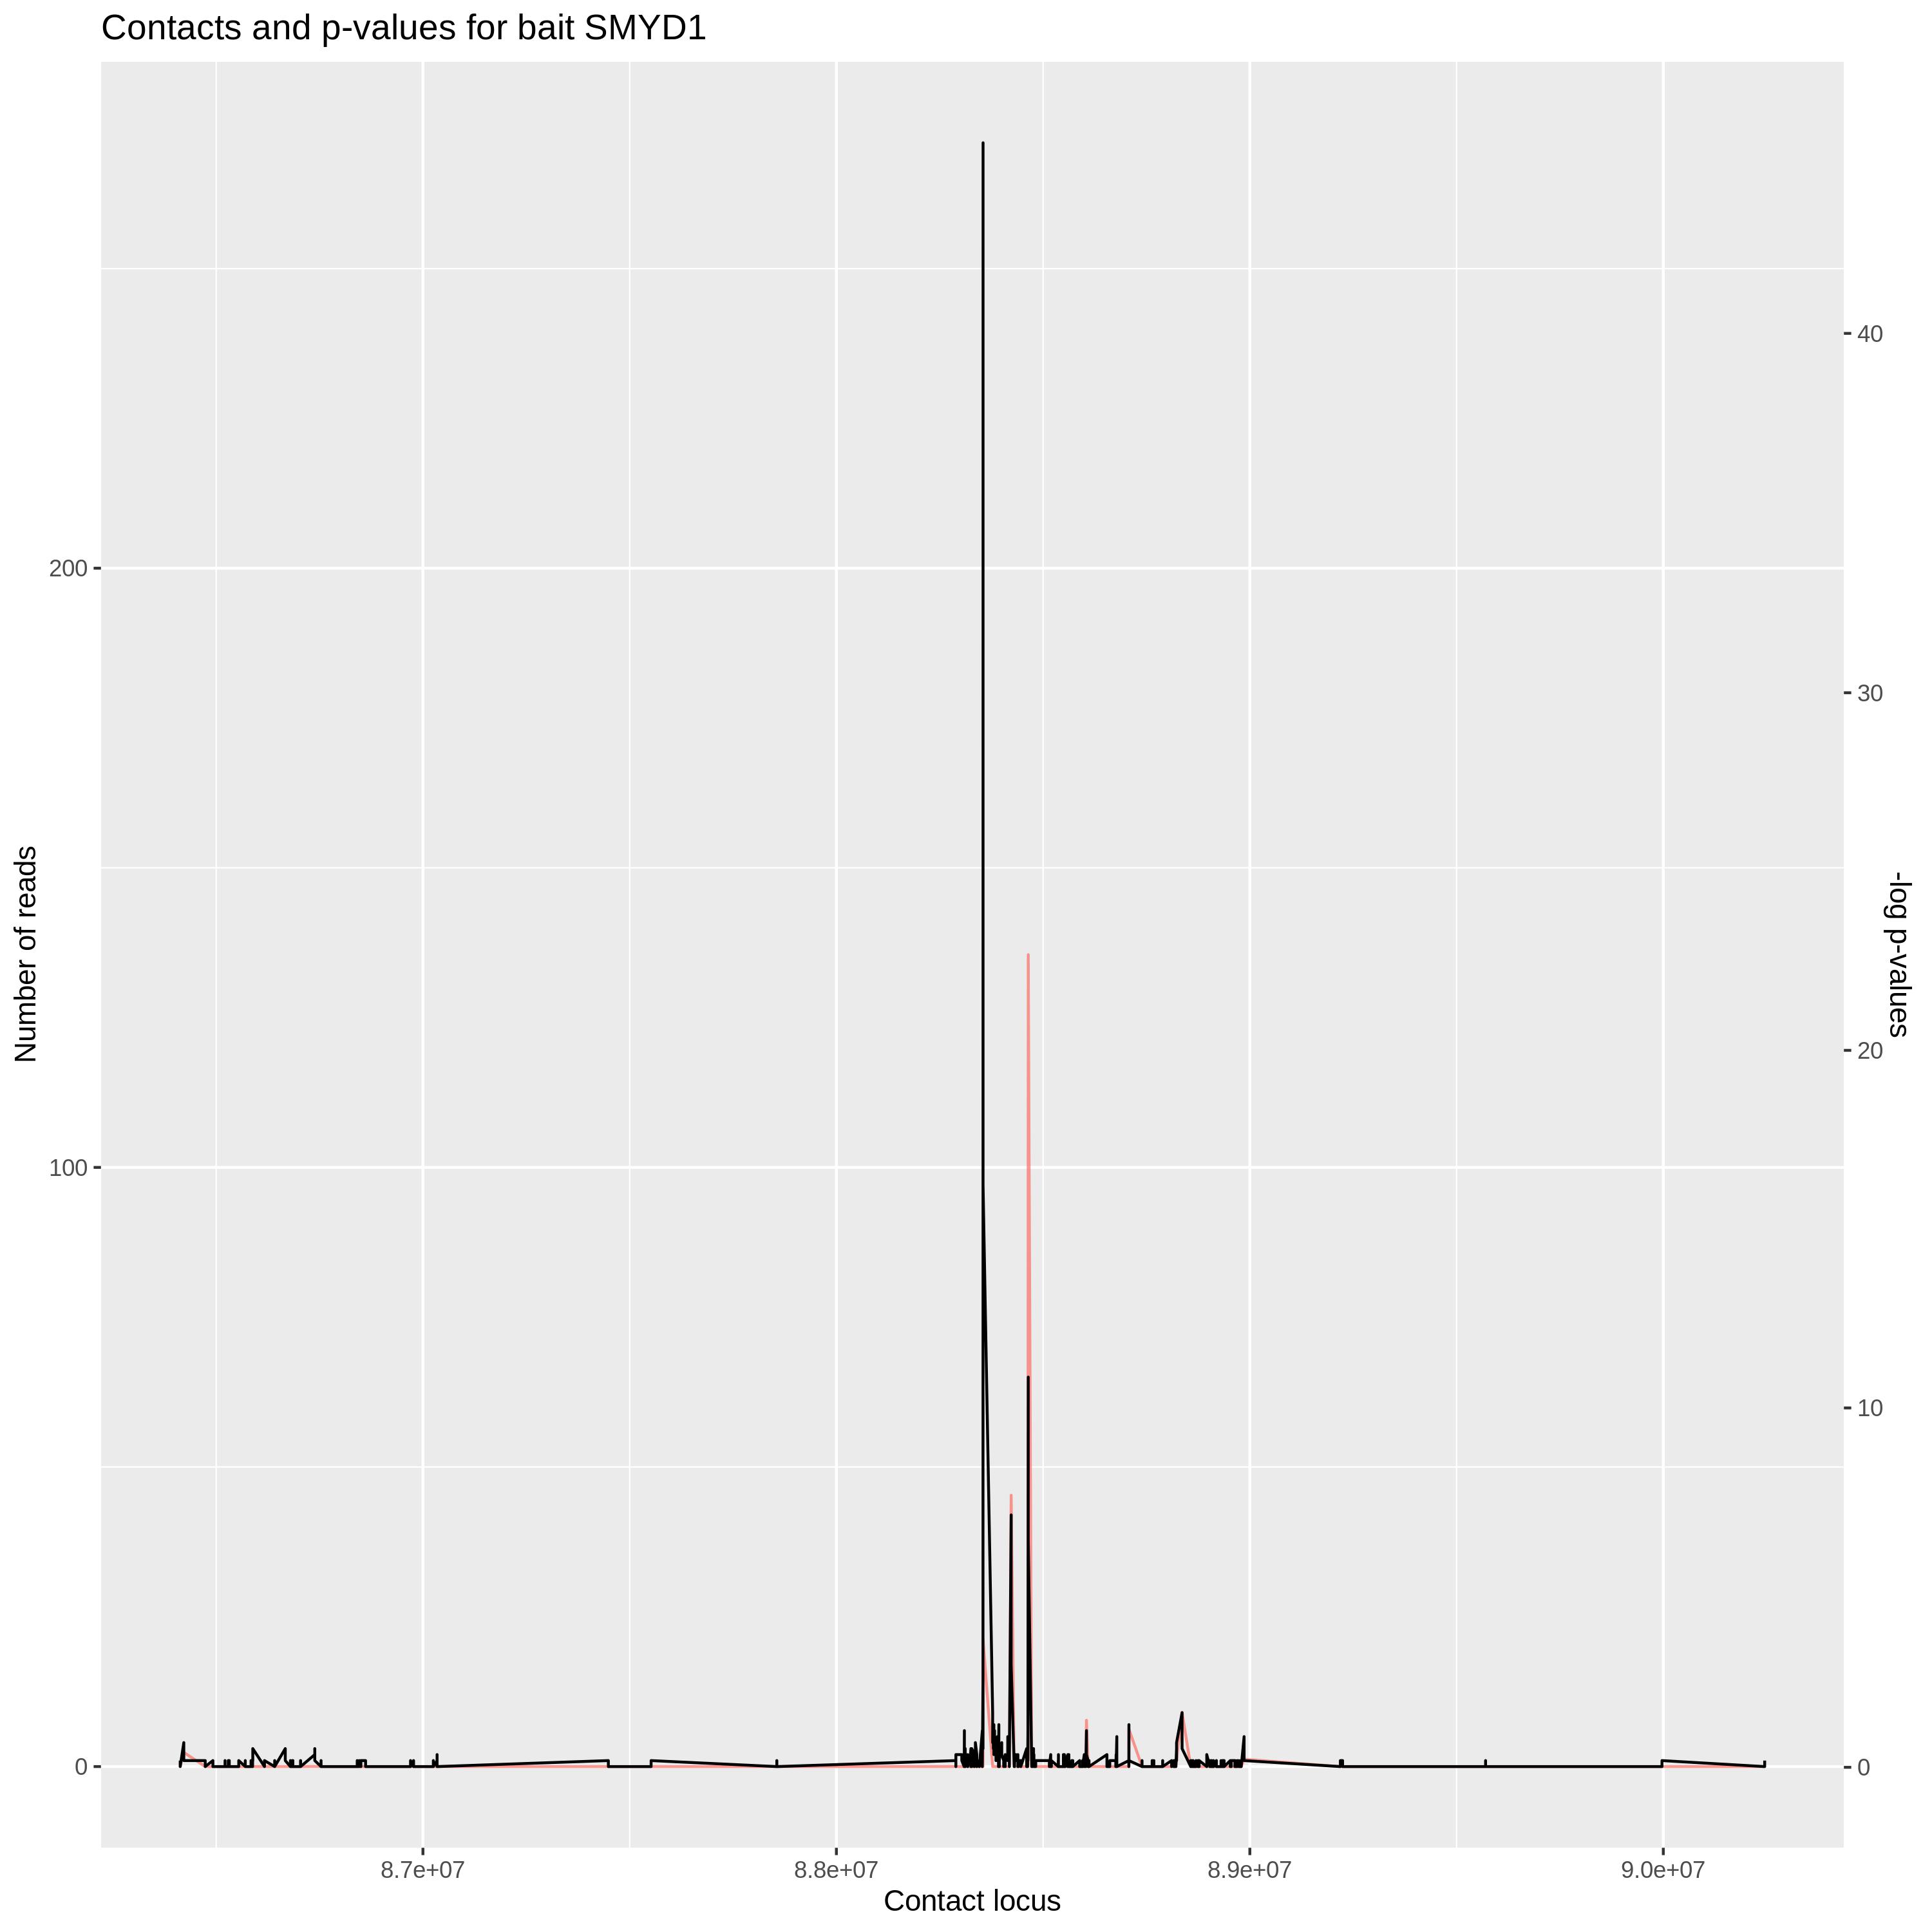 Contacts and p-values for bait SMYD1
Number of reads
200
100
0
40
30
20
10
0
-log p-values
8.7e+07
8.8e+07
8.9e+07
9.0e+07
Contact locus